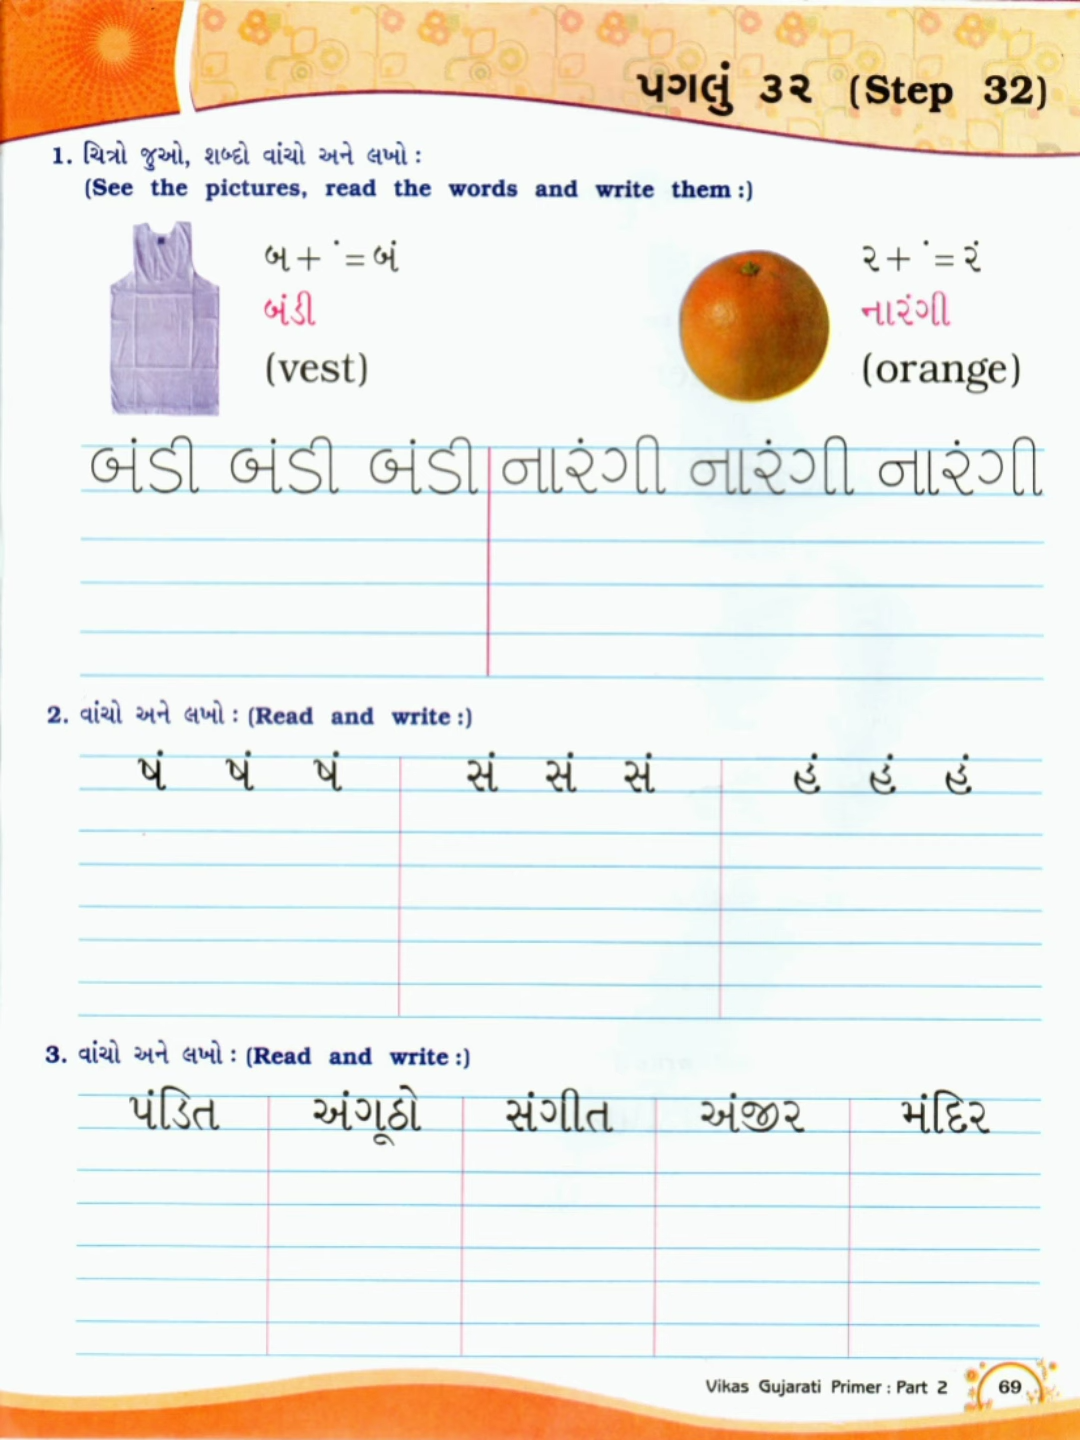 પગલું ૩૨ (Step 32)
1. ચિત્રો જુઓ, શબ્દો વાંચો અને લખો :
(See the pictures, read the words and write them :)
બ + ં = બં
બંડી
(vest)
ર + ં = રં
નારંગી
(orange)
બંડી બંડી બંડી નારંગી નારંગી નારંગી
2. વાંચો અને લખો : (Read and write :)
ષં ષં ષં સં સં સં હં હં હં
3. વાંચો અને લખો : (Read and write :)
પંડિત અંગૂઠો સંગીત અંજીર મંદિર
Vikas Gujarati Primer : Part 2 69